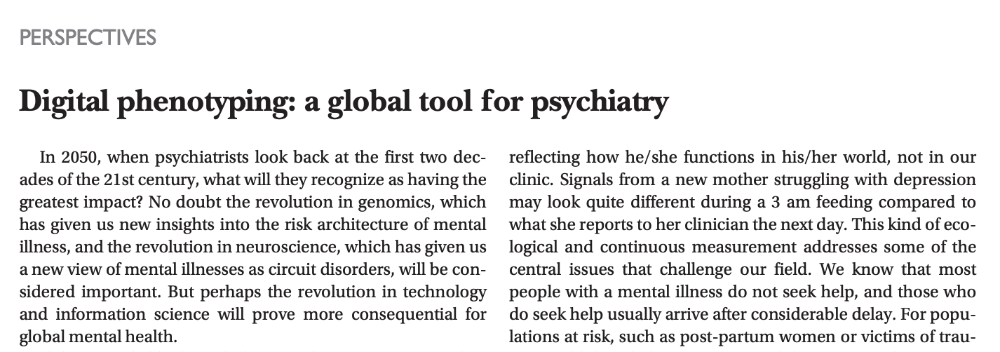 PERSPECTIVES
Digital phenotyping: a global tool for psychiatry
In 2050, when psychiatrists look back at the first two dec-
ades of the 21st century, what will they recognize as having the
greatest impact? No doubt the revolution in genomics, which
has given us new insights into the risk architecture of mental
illness, and the revolution in neuroscience, which has given us
a new view of mental illnesses as circuit disorders, will be con-
sidered important. But perhaps the revolution in technology
and information science will prove more consequential for
global mental health.
reflecting how he/she functions in his/her world, not in our
clinic. Signals from a new mother struggling with depression
may look quite different during a 3 am feeding compared to
what she reports to her clinician the next day. This kind of eco-
logical and continuous measurement addresses some of the
central issues that challenge our field. We know that most
people with a mental illness do not seek help, and those who
do seek help usually arrive after considerable delay. For popu-
lations at risk, such as post-partum women or victims of trau-